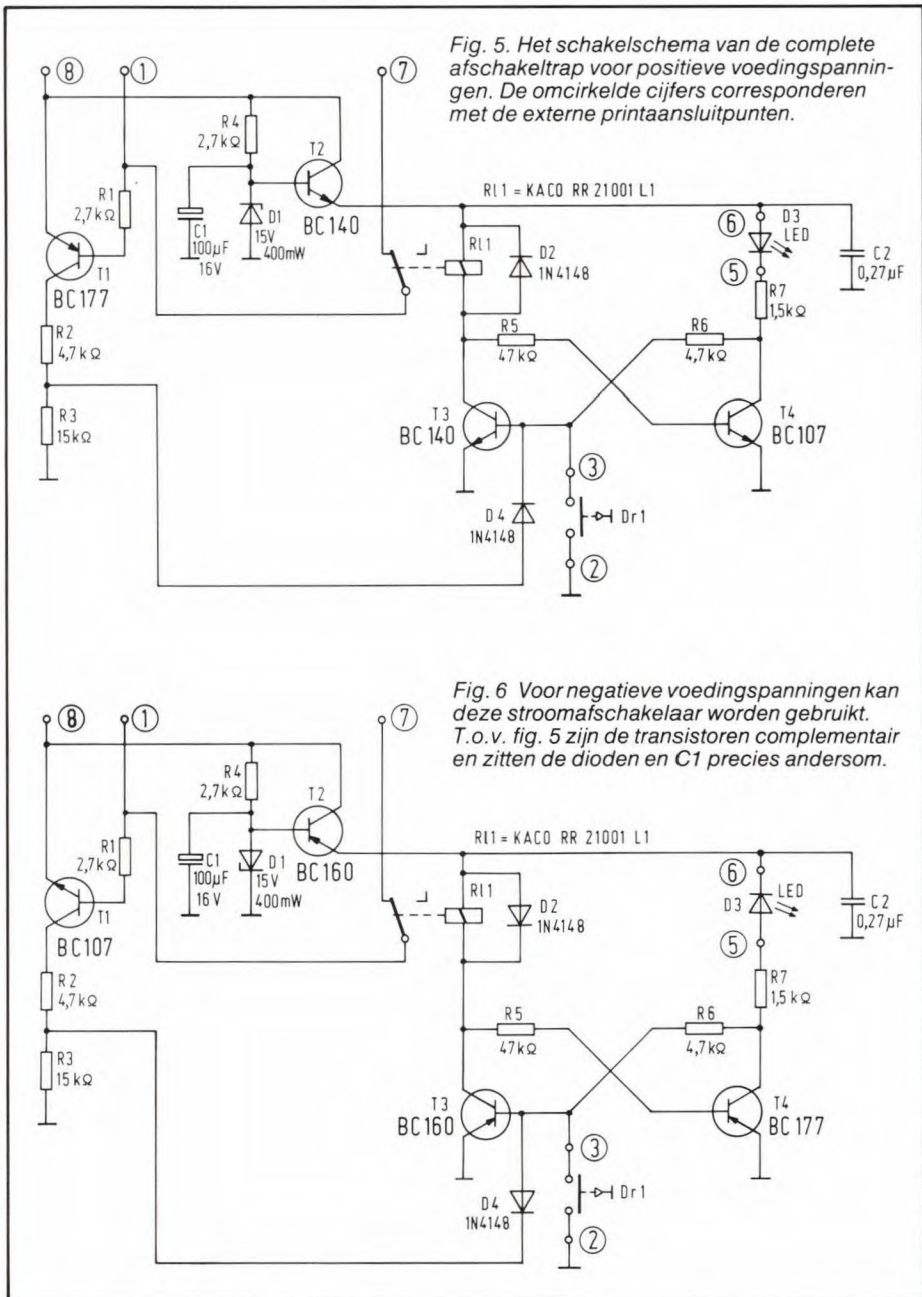 Fig. 5. Het schakelschema van de complete
afschakeltrap voor positieve voedingspannin-
gen. De omcirkelde cijfers corresponderen
met de externe printaansluitpunten.
8
1
7
R4
2,7kΩ
T2
BC140
R1
2,7kΩ
C1
100µF
16V
D1
15V
400mW
T1
BC177
R2
4,7kΩ
R3
15kΩ
Rl1 = KACO RR 21001 L1
Rl1
D2
1N4148
6
D3
LED
5
C2
0,27µF
R7
1,5kΩ
R5
47kΩ
R6
4,7kΩ
T3
BC140
T4
BC107
3
D4
1N4148
Dr1
2
Fig. 6 Voor negatieve voedingspanningen kan
deze stroomafschakelaar worden gebruikt.
T.o.v. fig. 5 zijn de transistoren complementair
en zitten de dioden en C1 precies andersom.
8
1
7
R4
2,7kΩ
T2
BC160
R1
2,7kΩ
C1
100µF
16V
D1
15V
400mW
T1
BC107
R2
4,7kΩ
R3
15kΩ
Rl1 = KACO RR 21001 L1
Rl1
D2
1N4148
6
LED
D3
5
C2
0,27µF
R7
1,5kΩ
R5
47kΩ
R6
4,7kΩ
T3
BC160
T4
BC177
3
D4
1N4148
Dr1
2